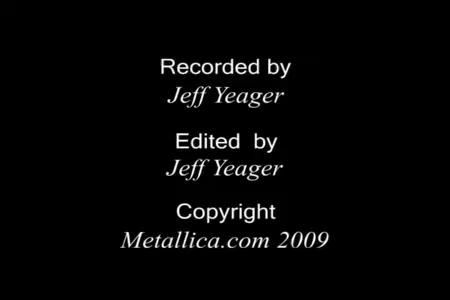 Recorded by
Jeff Yeager
Edited by
Jeff Yeager
Copyright
Metallica.com 2009